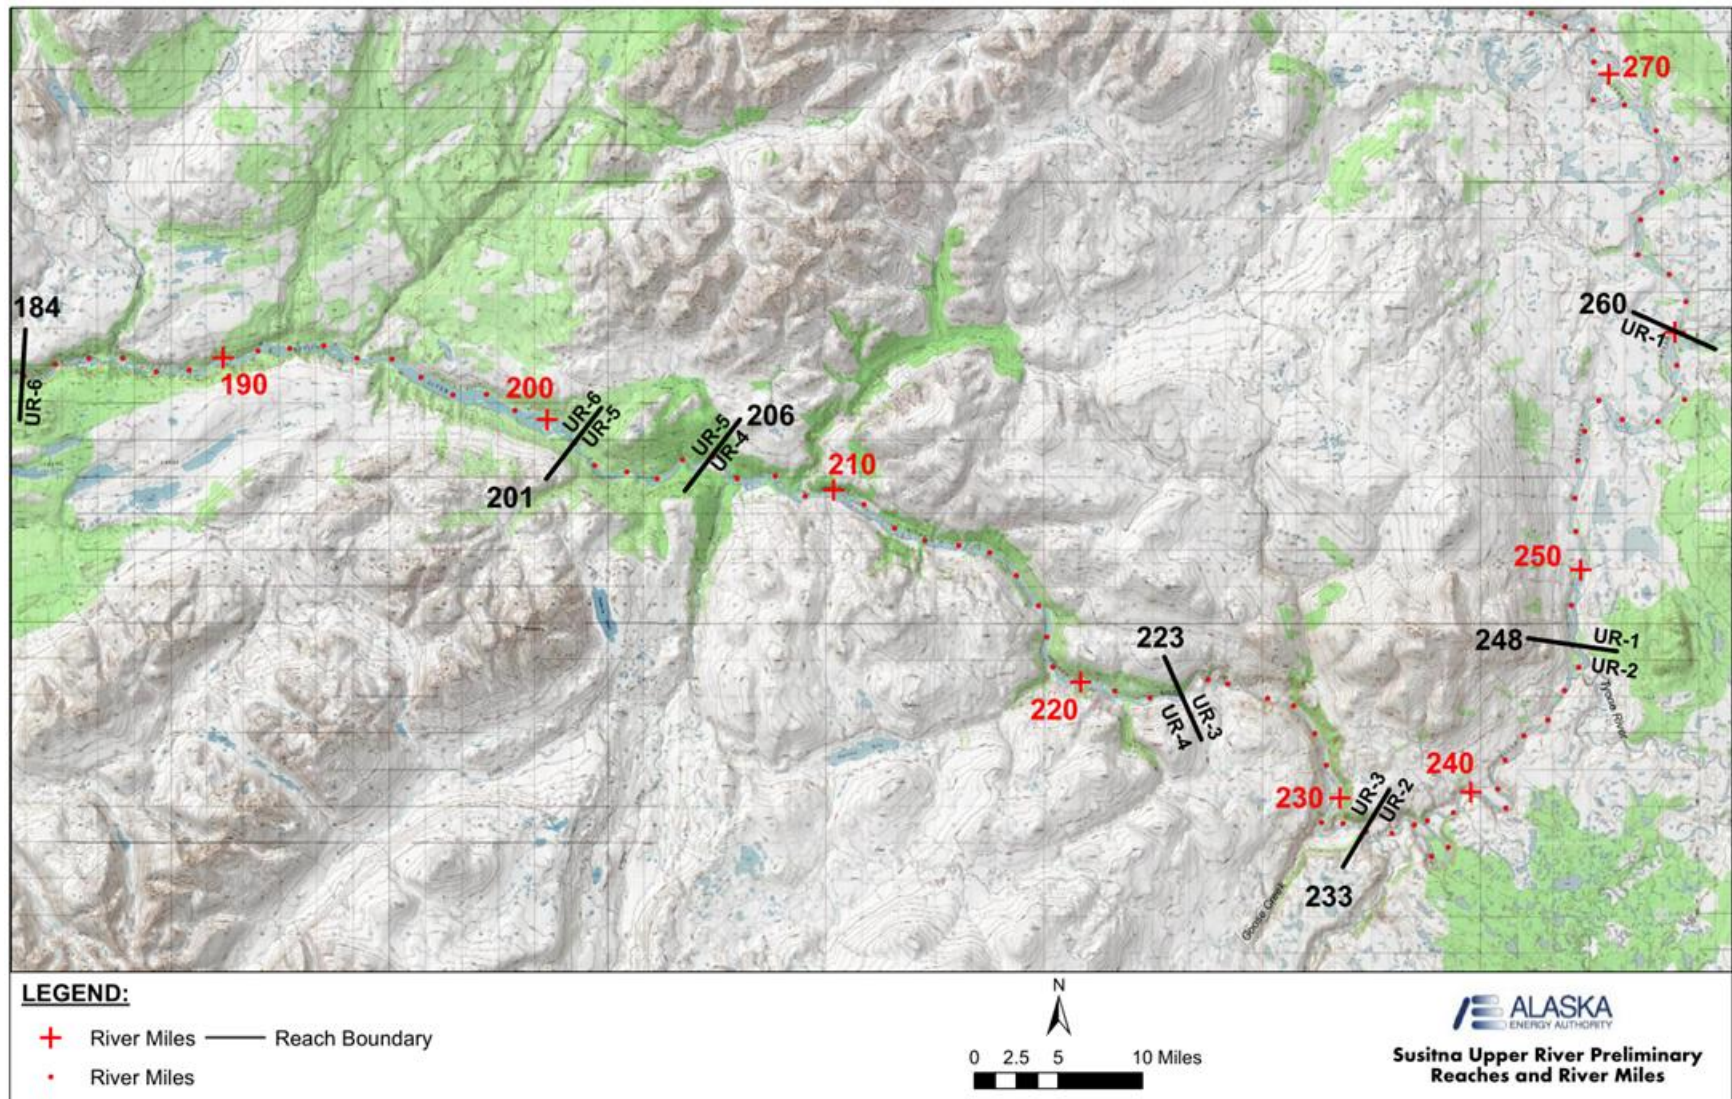 270
184
260
UR-1
UR-6
190
200
UR-6
UR-5
206
UR-5
UR-4
201
210
250
223
248
UR-1
UR-2
Tyone River
220
UR-3
UR-4
240
230
UR-3
UR-2
233
Goose Creek
LEGEND:
River Miles
Reach Boundary
River Miles
N
0 2.5 5 10 Miles
ALASKA
ENERGY AUTHORITY
Susitna Upper River Preliminary
Reaches and River Miles